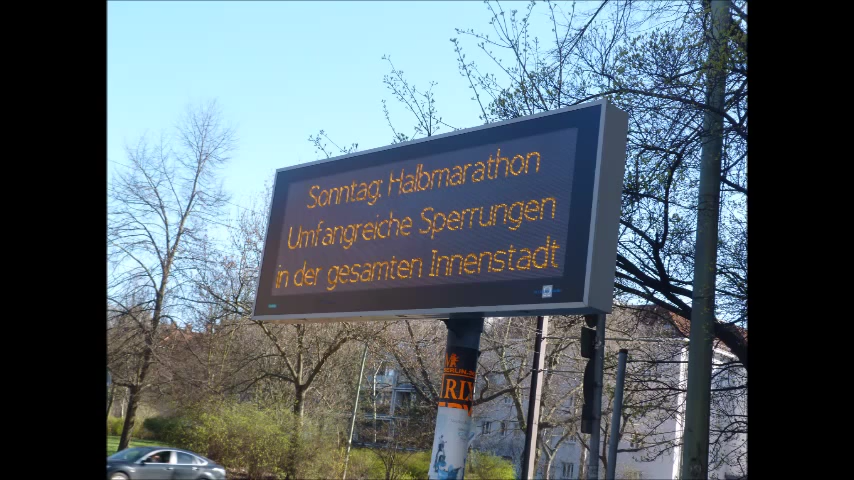 Sonntag: Halbmarathon
Umfangreiche Sperrungen
in der gesamten Innenstadt